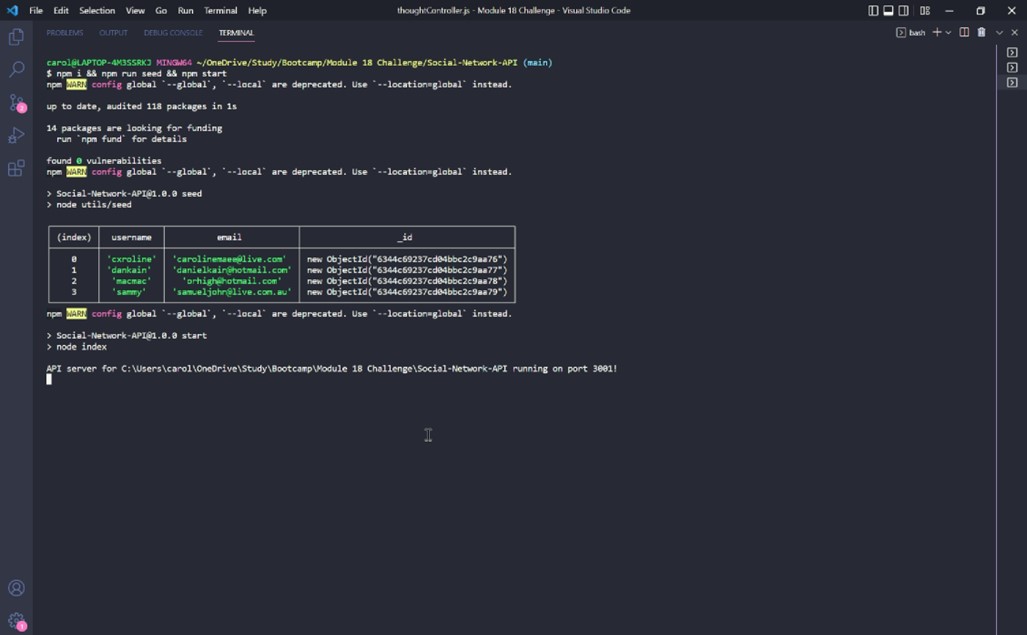 File Edit Selection View Go Run Terminal Help
thoughtController.js - Module 18 Challenge - Visual Studio Code
PROBLEMS OUTPUT DEBUG CONSOLE TERMINAL
bash
carol@LAPTOP-4M3SSRKJ MINGW64 ~/OneDrive/Study/Bootcamp/Module 18 Challenge/Social-Network-API (main)
$ npm i && npm run seed && npm start
npm WARN config global `--global`, `--local` are deprecated. Use `--location=global` instead.
up to date, audited 118 packages in 1s
14 packages are looking for funding
run `npm fund` for details
found 0 vulnerabilities
npm WARN config global `--global`, `--local` are deprecated. Use `--location=global` instead.
> Social-Network-API@1.0.0 seed
> node utils/seed
(index) username email _id
0 'cxroline' 'carolinemaee@live.com' new ObjectId("6344c69237cd04bbc2c9aa76")
1 'dankain' 'danielkain@hotmail.com' new ObjectId("6344c69237cd04bbc2c9aa77")
2 'macmac' 'orhigh@hotmail.com' new ObjectId("6344c69237cd04bbc2c9aa78")
3 'sammy' 'samueljohn@live.com.au' new ObjectId("6344c69237cd04bbc2c9aa79")
npm WARN config global `--global`, `--local` are deprecated. Use `--location=global` instead.
> Social-Network-API@1.0.0 start
> node index
API server for C:\Users\carol\OneDrive\Study\Bootcamp\Module 18 Challenge\Social-Network-API running on port 3001!